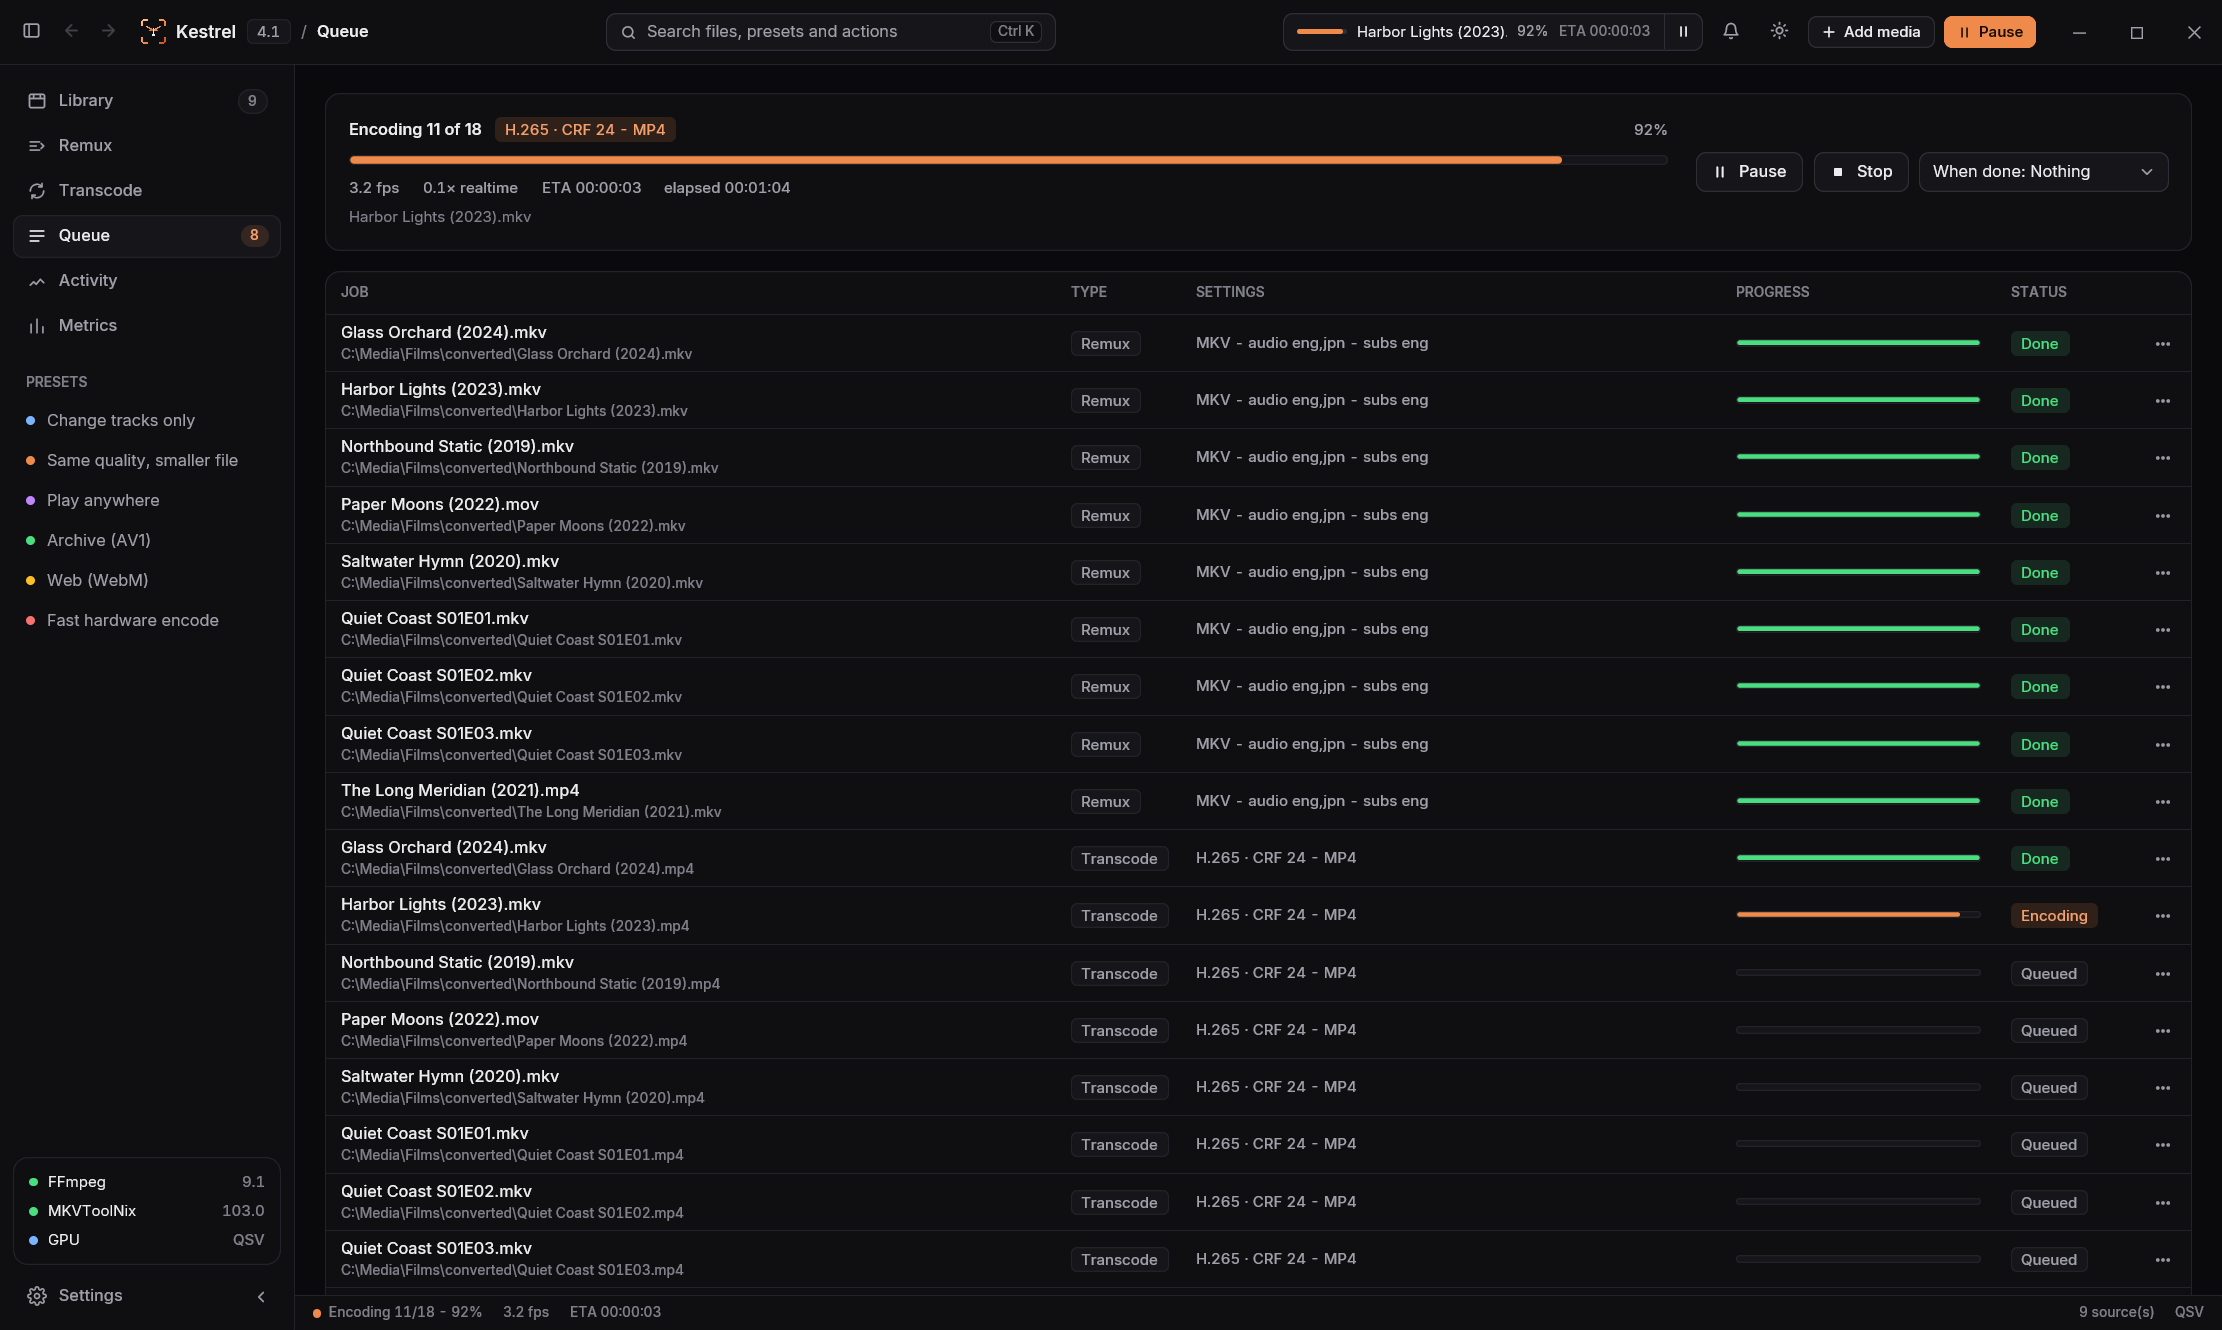 Kestrel 4.1 / Queue
Search files, presets and actions Ctrl K
Harbor Lights (2023). 92% ETA 00:00:03
Add media
Pause
Library 9
Remux
Transcode
Queue 8
Activity
Metrics
PRESETS
Change tracks only
Same quality, smaller file
Play anywhere
Archive (AV1)
Web (WebM)
Fast hardware encode
FFmpeg 9.1
MKVToolNix 103.0
GPU QSV
Settings
Encoding 11 of 18 H.265 · CRF 24 - MP4 92%
3.2 fps 0.1× realtime ETA 00:00:03 elapsed 00:01:04
Harbor Lights (2023).mkv
Pause Stop When done: Nothing
JOB TYPE SETTINGS PROGRESS STATUS
Glass Orchard (2024).mkv
C:\Media\Films\converted\Glass Orchard (2024).mkv
Remux MKV - audio eng,jpn - subs eng Done
Harbor Lights (2023).mkv
C:\Media\Films\converted\Harbor Lights (2023).mkv
Remux MKV - audio eng,jpn - subs eng Done
Northbound Static (2019).mkv
C:\Media\Films\converted\Northbound Static (2019).mkv
Remux MKV - audio eng,jpn - subs eng Done
Paper Moons (2022).mov
C:\Media\Films\converted\Paper Moons (2022).mkv
Remux MKV - audio eng,jpn - subs eng Done
Saltwater Hymn (2020).mkv
C:\Media\Films\converted\Saltwater Hymn (2020).mkv
Remux MKV - audio eng,jpn - subs eng Done
Quiet Coast S01E01.mkv
C:\Media\Films\converted\Quiet Coast S01E01.mkv
Remux MKV - audio eng,jpn - subs eng Done
Quiet Coast S01E02.mkv
C:\Media\Films\converted\Quiet Coast S01E02.mkv
Remux MKV - audio eng,jpn - subs eng Done
Quiet Coast S01E03.mkv
C:\Media\Films\converted\Quiet Coast S01E03.mkv
Remux MKV - audio eng,jpn - subs eng Done
The Long Meridian (2021).mp4
C:\Media\Films\converted\The Long Meridian (2021).mkv
Remux MKV - audio eng,jpn - subs eng Done
Glass Orchard (2024).mkv
C:\Media\Films\converted\Glass Orchard (2024).mp4
Transcode H.265 · CRF 24 - MP4 Done
Harbor Lights (2023).mkv
C:\Media\Films\converted\Harbor Lights (2023).mp4
Transcode H.265 · CRF 24 - MP4 Encoding
Northbound Static (2019).mkv
C:\Media\Films\converted\Northbound Static (2019).mp4
Transcode H.265 · CRF 24 - MP4 Queued
Paper Moons (2022).mov
C:\Media\Films\converted\Paper Moons (2022).mp4
Transcode H.265 · CRF 24 - MP4 Queued
Saltwater Hymn (2020).mkv
C:\Media\Films\converted\Saltwater Hymn (2020).mp4
Transcode H.265 · CRF 24 - MP4 Queued
Quiet Coast S01E01.mkv
C:\Media\Films\converted\Quiet Coast S01E01.mp4
Transcode H.265 · CRF 24 - MP4 Queued
Quiet Coast S01E02.mkv
C:\Media\Films\converted\Quiet Coast S01E02.mp4
Transcode H.265 · CRF 24 - MP4 Queued
Quiet Coast S01E03.mkv
C:\Media\Films\converted\Quiet Coast S01E03.mp4
Transcode H.265 · CRF 24 - MP4 Queued
Encoding 11/18 - 92% 3.2 fps ETA 00:00:03
9 source(s) QSV